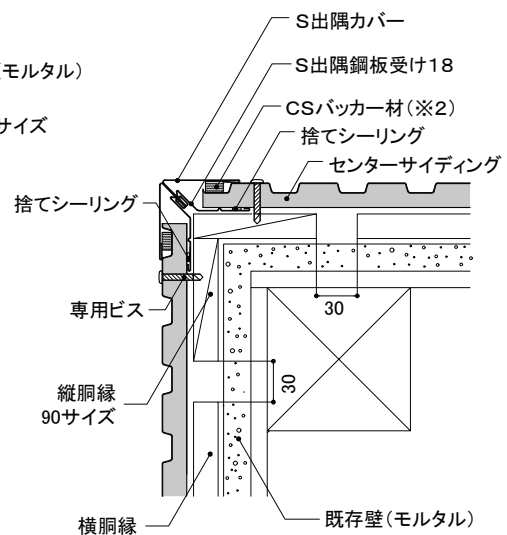 S出隅カバー
S出隅鋼板受け18
CSバッカー材(※2)
捨てシーリング
センターサイディング
モルタル)
サイズ
捨てシーリング
専用ビス
縦胴縁
90サイズ
横胴縁
30
30
既存壁(モルタル)